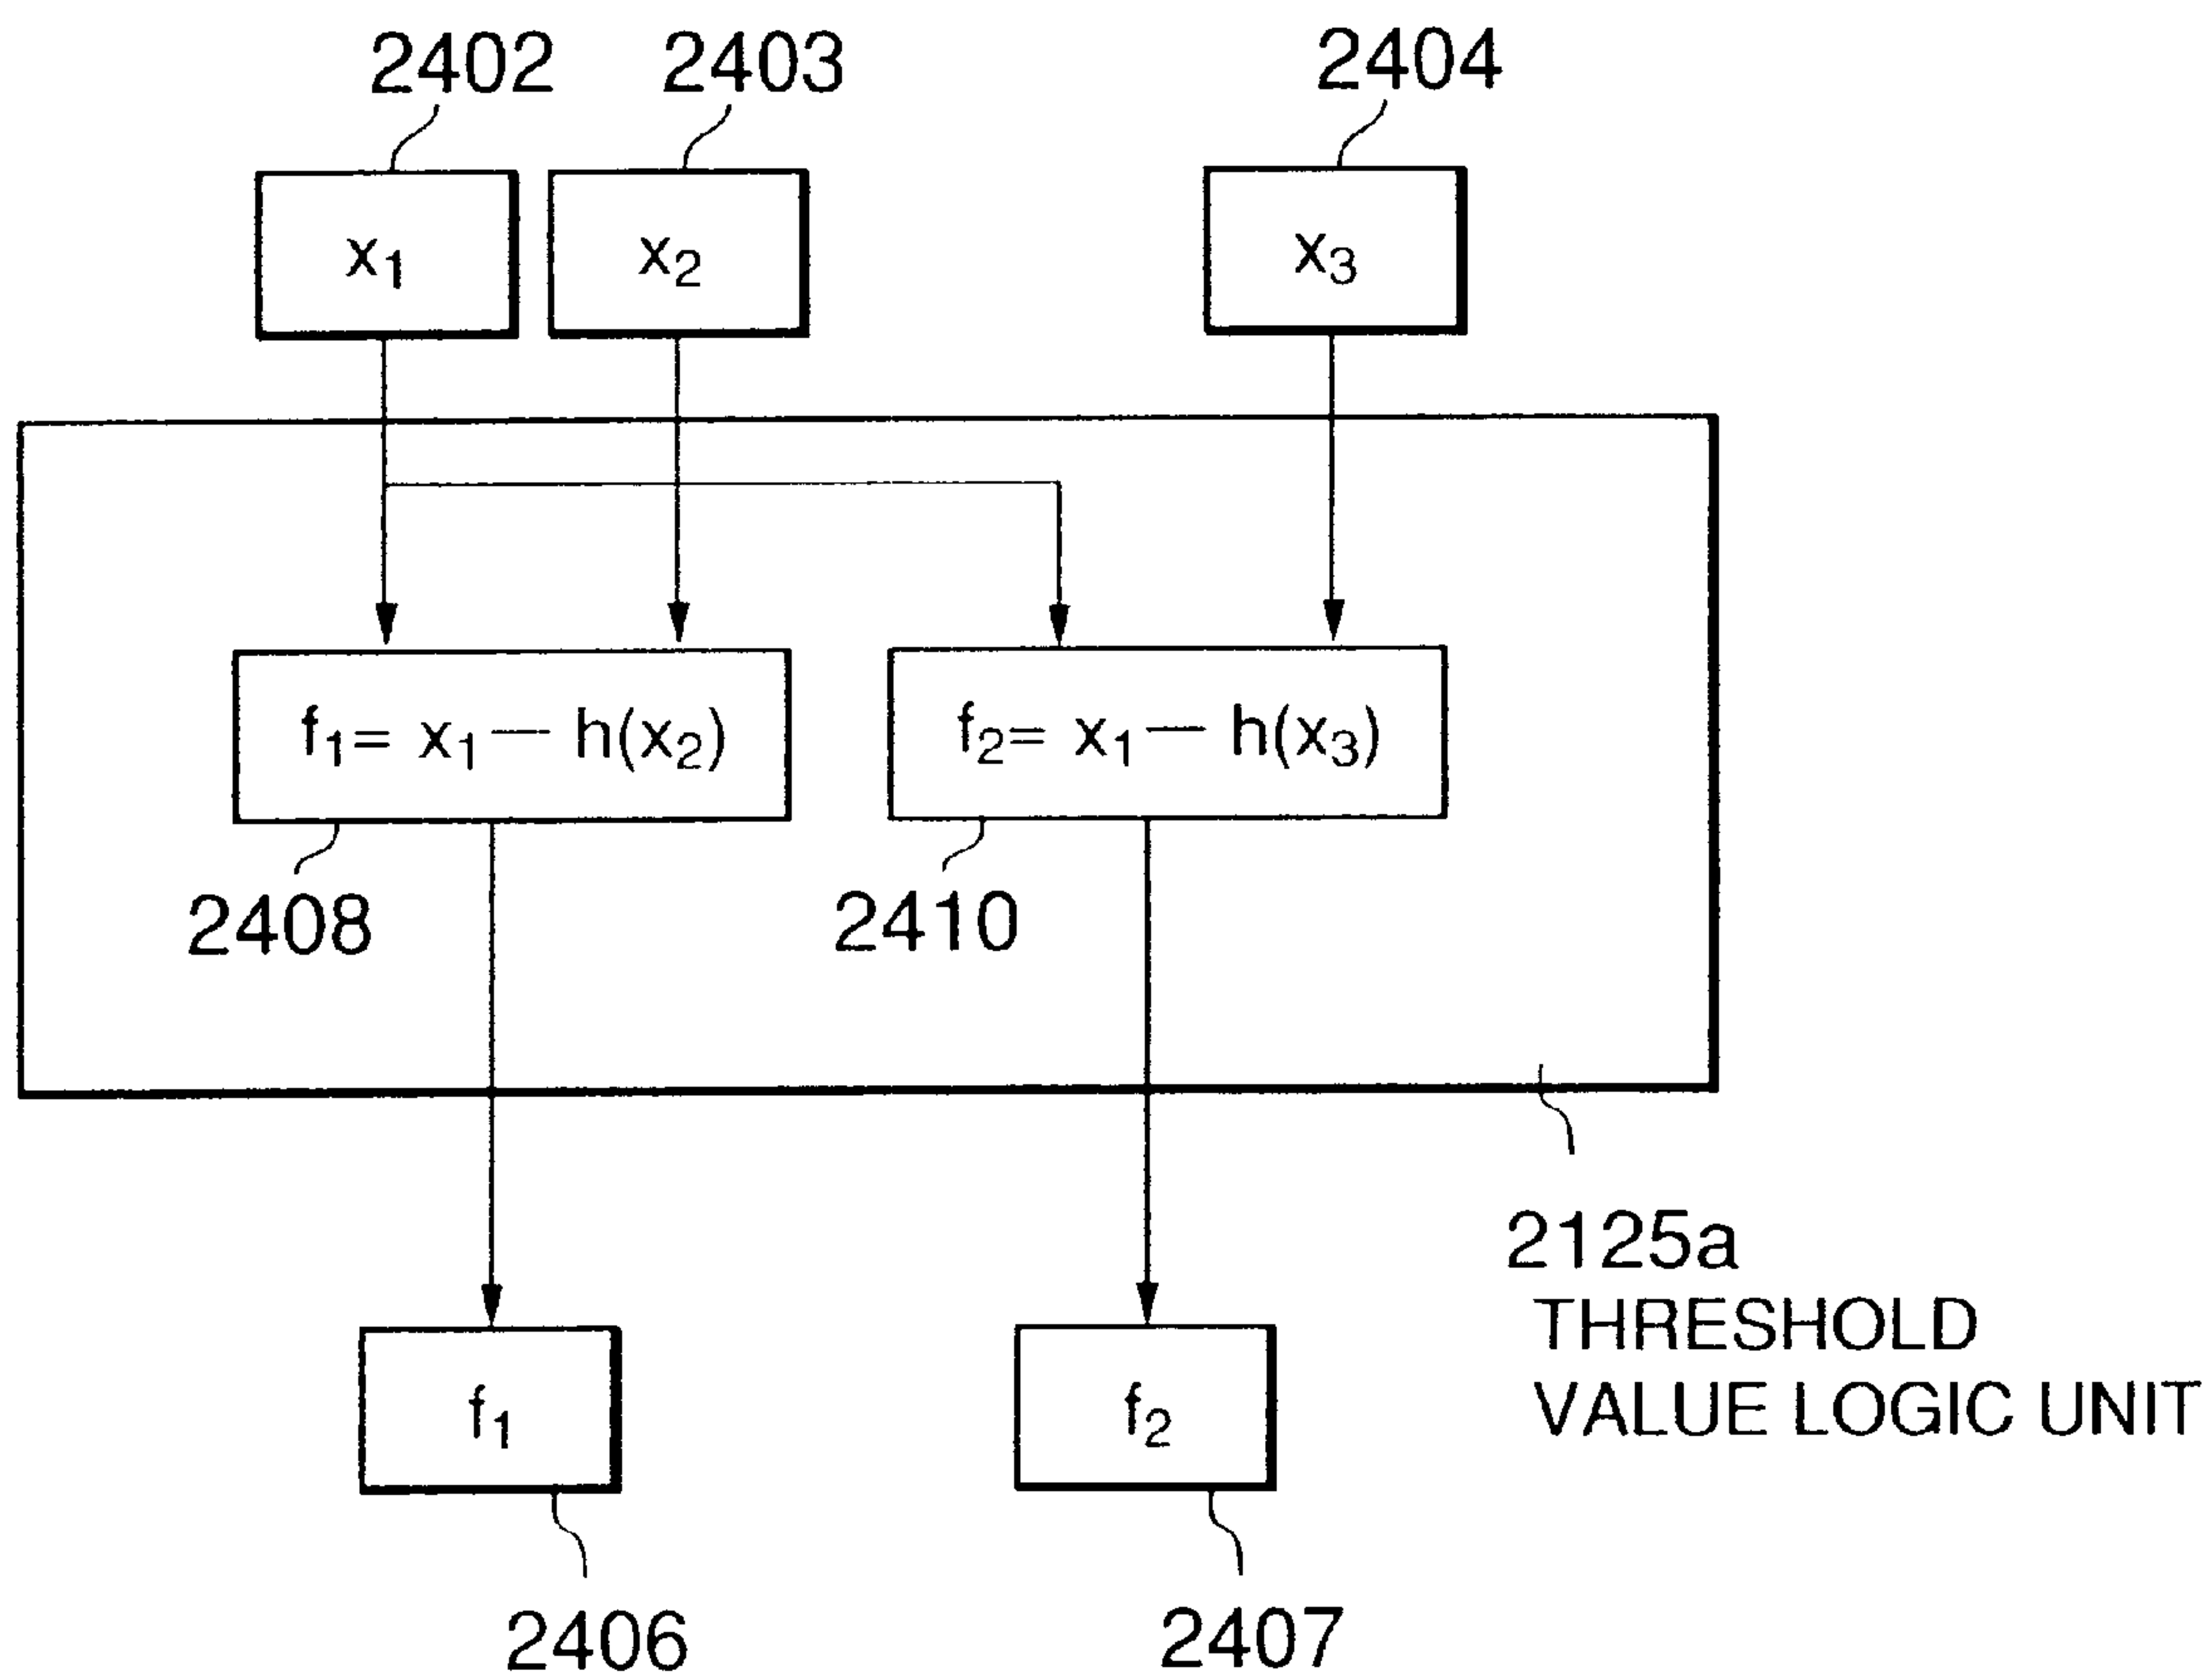 2402 2403 2404
x₁ x₂ x₃
f₁= x₁ — h(x₂) f₂= x₁ — h(x₃)
2408 2410
2125a
THRESHOLD
VALUE LOGIC UNIT
f₁ f₂
2406 2407